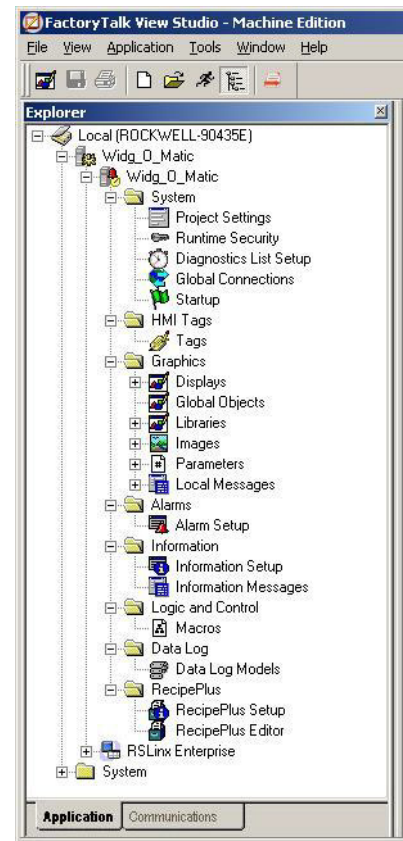 FactoryTalk View Studio - Machine Edition
File View Application Tools Window Help
Explorer
Local (ROCKWELL-90435E)
Widg_O_Matic
Widg_O_Matic
System
Project Settings
Runtime Security
Diagnostics List Setup
Global Connections
Startup
HMI Tags
Tags
Graphics
Displays
Global Objects
Libraries
Images
Parameters
Local Messages
Alarms
Alarm Setup
Information
Information Setup
Information Messages
Logic and Control
Macros
Data Log
Data Log Models
RecipePlus
RecipePlus Setup
RecipePlus Editor
RSLinx Enterprise
System
Application Communications